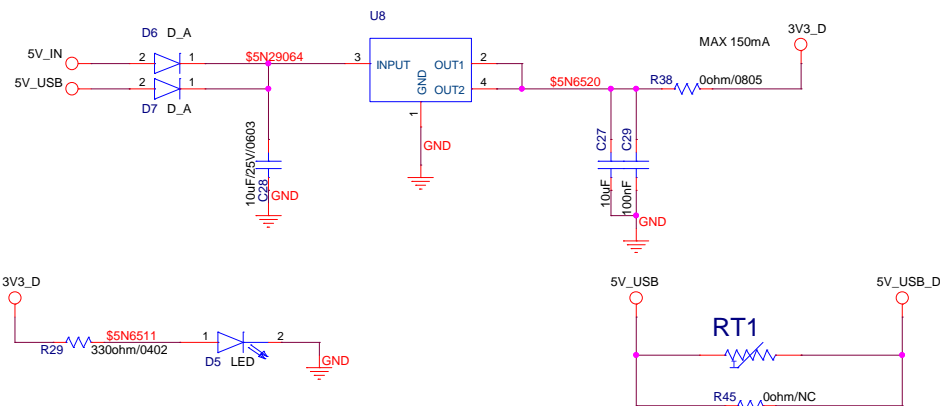 U8
D6 D_A
3V3_D
MAX 150mA
5V_IN
2 1
$5N29064
3 INPUT
OUT1 2
GND
5V_USB
2 1
OUT2 4
$5N6520
R38 0ohm/0805
D7 D_A
1
GND
10uF/25V/0603
C28
GND
C27
C29
10uF
100nF
GND
3V3_D
5V_USB
5V_USB_D
$5N6511
R29 330ohm/0402
1 2
D5 LED
GND
RT1
R45 0ohm/NC